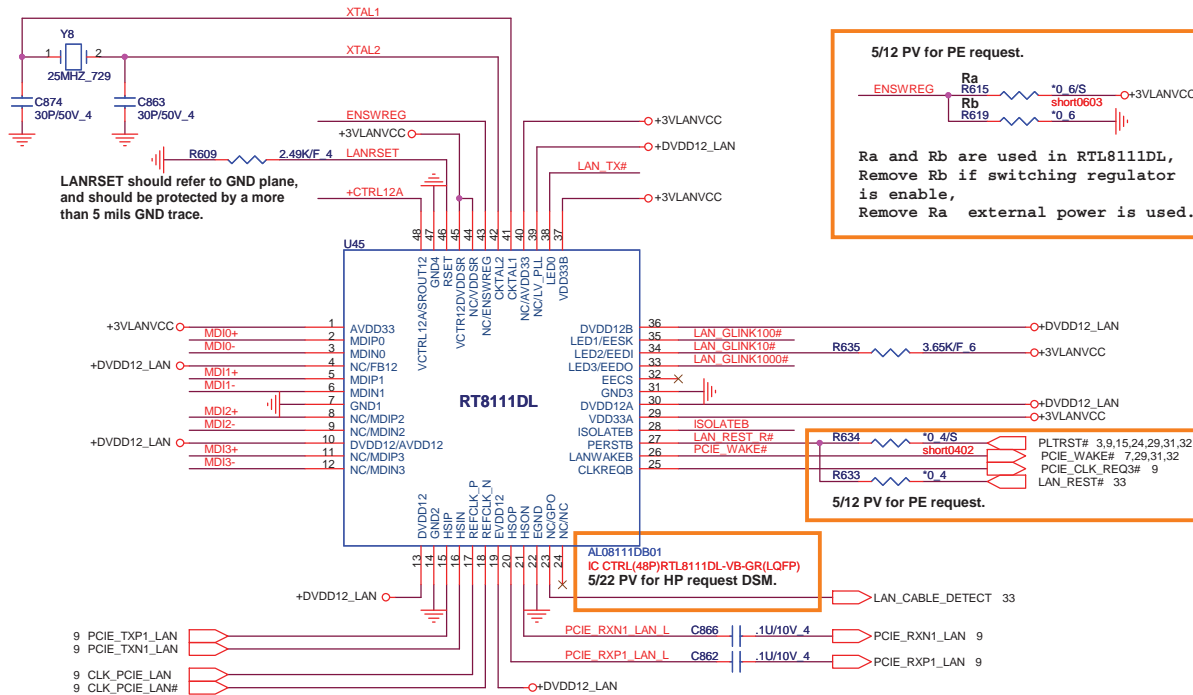 XTAL1
Y8
1 2
XTAL2
25MHZ_729
C874
30P/50V_4
C863
30P/50V_4
ENSWREG
+3VLANVCC
R609 2.49K/F_4 LANRSET
LANRSET should refer to GND plane,
and should be protected by a more
than 5 mils GND trace.
+CTRL12A
+3VLANVCC
+DVDD12_LAN
LAN_TX#
+3VLANVCC
5/12 PV for PE request.
ENSWREG
Ra
R615 *0_6/S +3VLANVCC
short0603
Rb
R619 *0_6
Ra and Rb are used in RTL8111DL,
Remove Rb if switching regulator
is enable,
Remove Ra external power is used.
U45
48 47 46 45 44 43 42 41 40 39 38 37
VCTRL12A/SROUT12
GND4
RSET
VCTR12DVDDSR
NC/VDDSR
NC/ENSWREG
CKTAL2
CKTAL1
NC/AVDD33
NC/LV_PLL
LED0
VDD33B
+3VLANVCC 1 AVDD33
MDI0+ 2 MDIP0
MDI0- 3 MDIN0
+DVDD12_LAN 4 NC/FB12
MDI1+ 5 MDIP1
MDI1- 6 MDIN1
7 GND1
MDI2+ 8 NC/MDIP2
MDI2- 9 NC/MDIN2
+DVDD12_LAN 10 DVDD12/AVDD12
MDI3+ 11 NC/MDIP3
MDI3- 12 NC/MDIN3
RT8111DL
DVDD12B 36 +DVDD12_LAN
LED1/EESK 35 LAN_GLINK100#
LED2/EEDI 34 LAN_GLINK10# R635 3.65K/F_6 +3VLANVCC
LED3/EEDO 33 LAN_GLINK1000#
EECS 32
GND3 31
DVDD12A 30 +DVDD12_LAN
VDD33A 29 +3VLANVCC
ISOLATEB 28 ISOLATEB
PERSTB 27 LAN_REST_R# R634 *0_4/S PLTRST# 3,9,15,24,29,31,32
short0402
LANWAKEB 26 PCIE_WAKE# PCIE_WAKE# 7,29,31,32
CLKREQB 25 PCIE_CLK_REQ3# 9
R633 *0_4 LAN_REST# 33
5/12 PV for PE request.
DVDD12
GND2
HSIP
HSIN
REFCLK_P
REFCLK_N
EVDD12
HSOP
HSON
EGND
NC/GPO
NC/NC
13 14 15 16 17 18 19 20 21 22 23 24
AL08111DB01
IC CTRL(48P)RTL8111DL-VB-GR(LQFP)
5/22 PV for HP request DSM.
+DVDD12_LAN
LAN_CABLE_DETECT 33
9 PCIE_TXP1_LAN
9 PCIE_TXN1_LAN
PCIE_RXN1_LAN_L C866 .1U/10V_4 PCIE_RXN1_LAN 9
PCIE_RXP1_LAN_L C862 .1U/10V_4 PCIE_RXP1_LAN 9
9 CLK_PCIE_LAN
9 CLK_PCIE_LAN#
+DVDD12_LAN